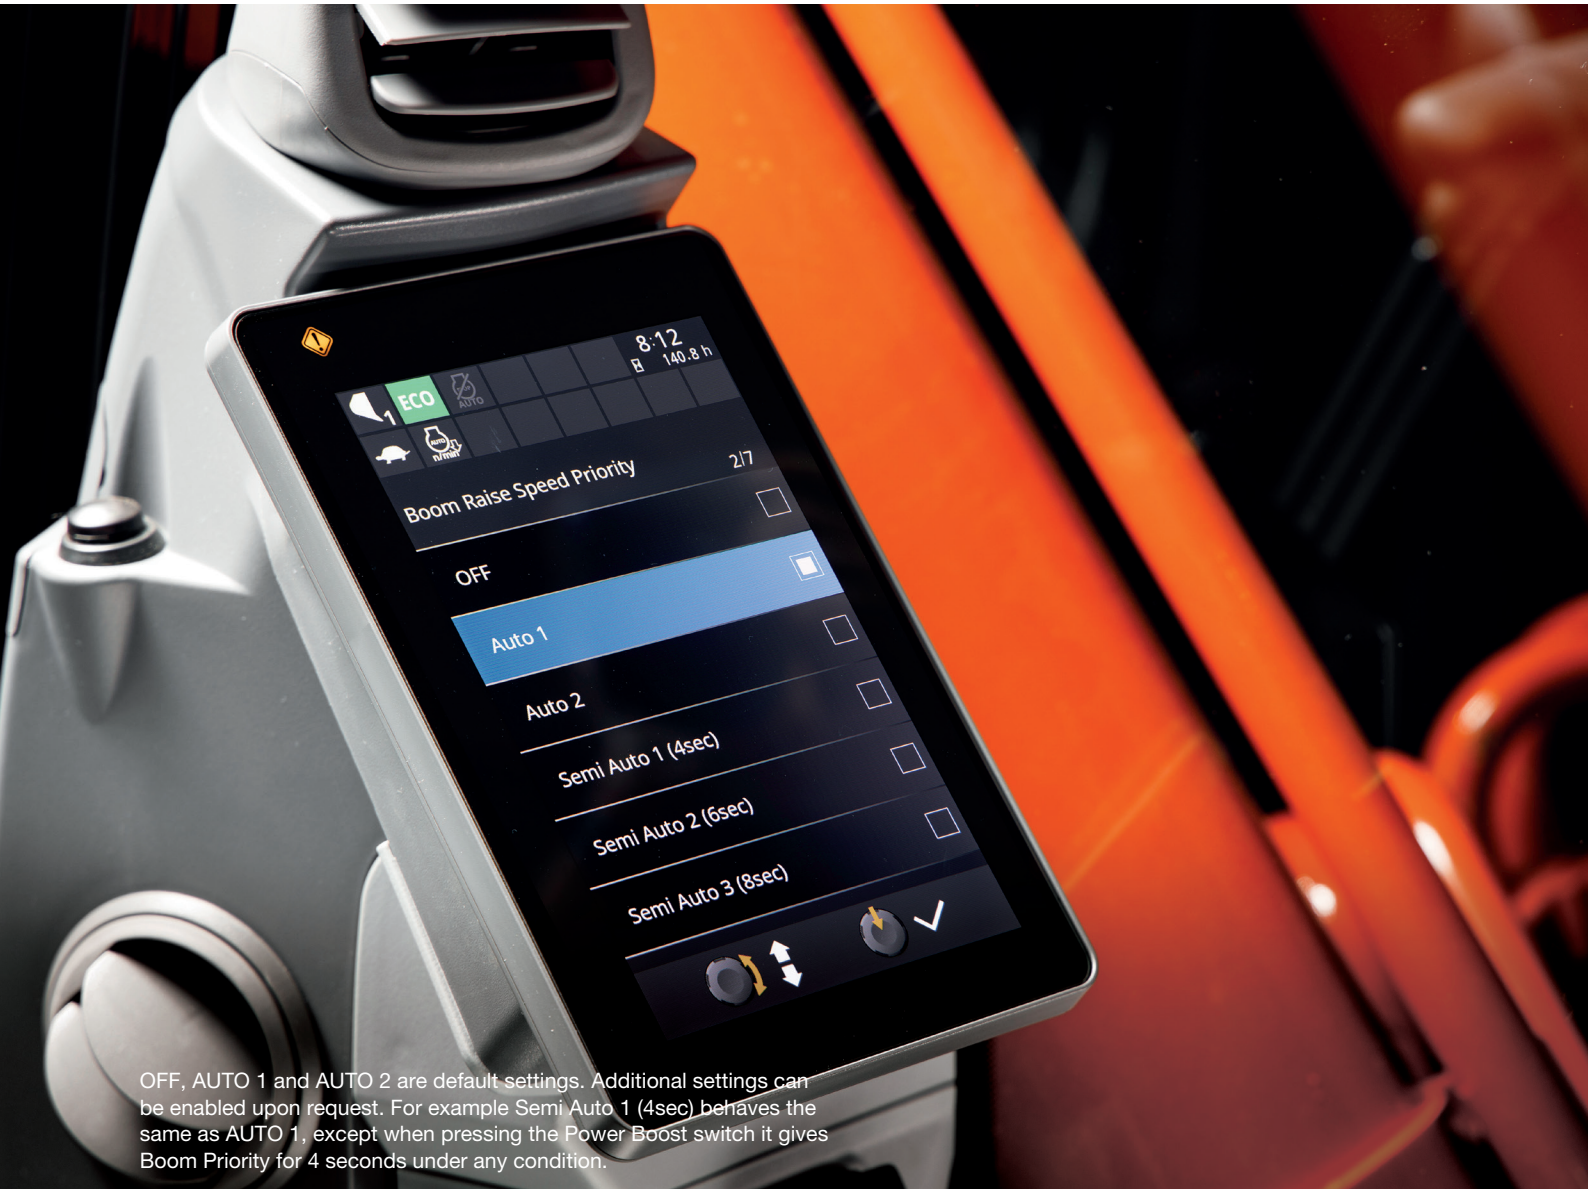 8:12
140.8 h
1 ECO
AUTO
AUTO
n/min
Boom Raise Speed Priority 2/7
OFF
Auto 1
Auto 2
Semi Auto 1 (4sec)
Semi Auto 2 (6sec)
Semi Auto 3 (8sec)
OFF, AUTO 1 and AUTO 2 are default settings. Additional settings can
be enabled upon request. For example Semi Auto 1 (4sec) behaves the
same as AUTO 1, except when pressing the Power Boost switch it gives
Boom Priority for 4 seconds under any condition.